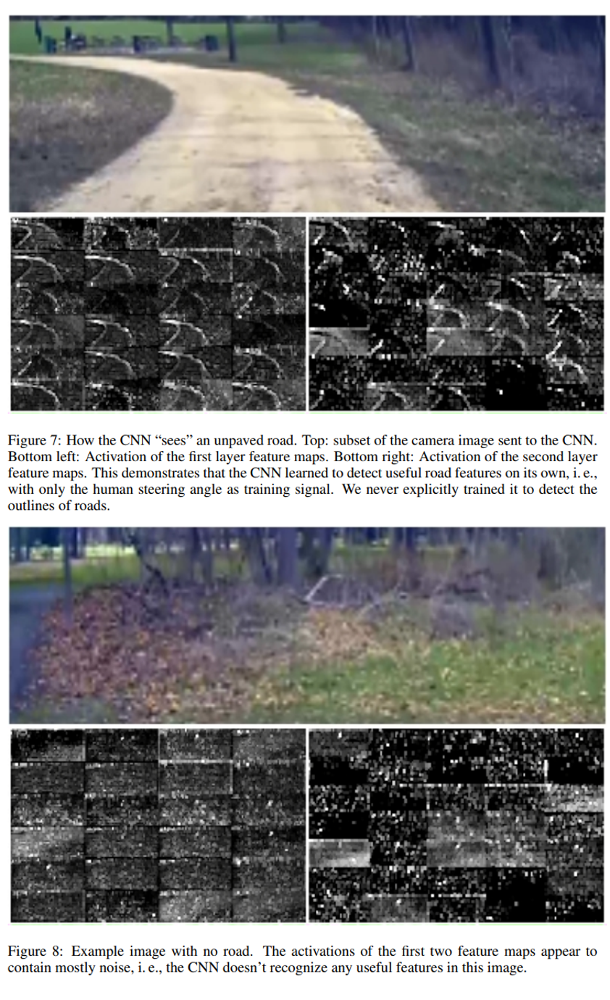 Figure 7: How the CNN “sees” an unpaved road. Top: subset of the camera image sent to the CNN.
Bottom left: Activation of the first layer feature maps. Bottom right: Activation of the second layer
feature maps. This demonstrates that the CNN learned to detect useful road features on its own, i. e.,
with only the human steering angle as training signal. We never explicitly trained it to detect the
outlines of roads.
Figure 8: Example image with no road. The activations of the first two feature maps appear to
contain mostly noise, i. e., the CNN doesn’t recognize any useful features in this image.